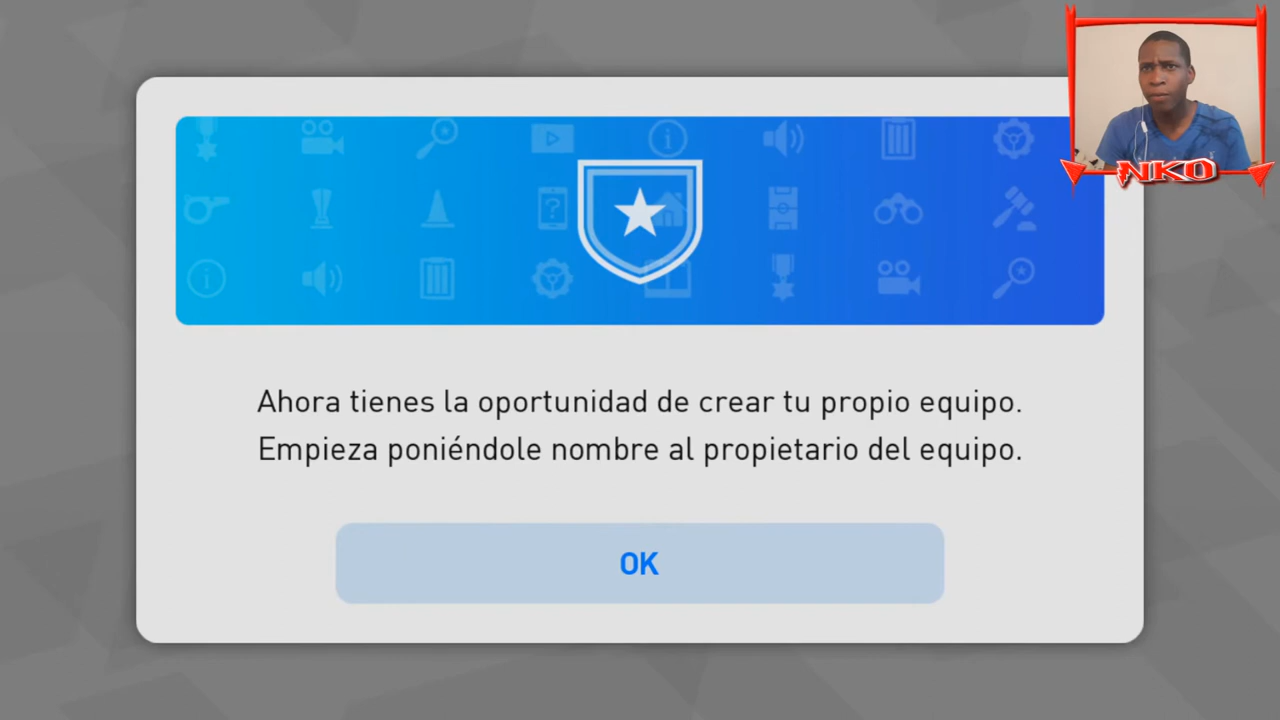 NKO
Ahora tienes la oportunidad de crear tu propio equipo.
Empieza poniéndole nombre al propietario del equipo.
OK